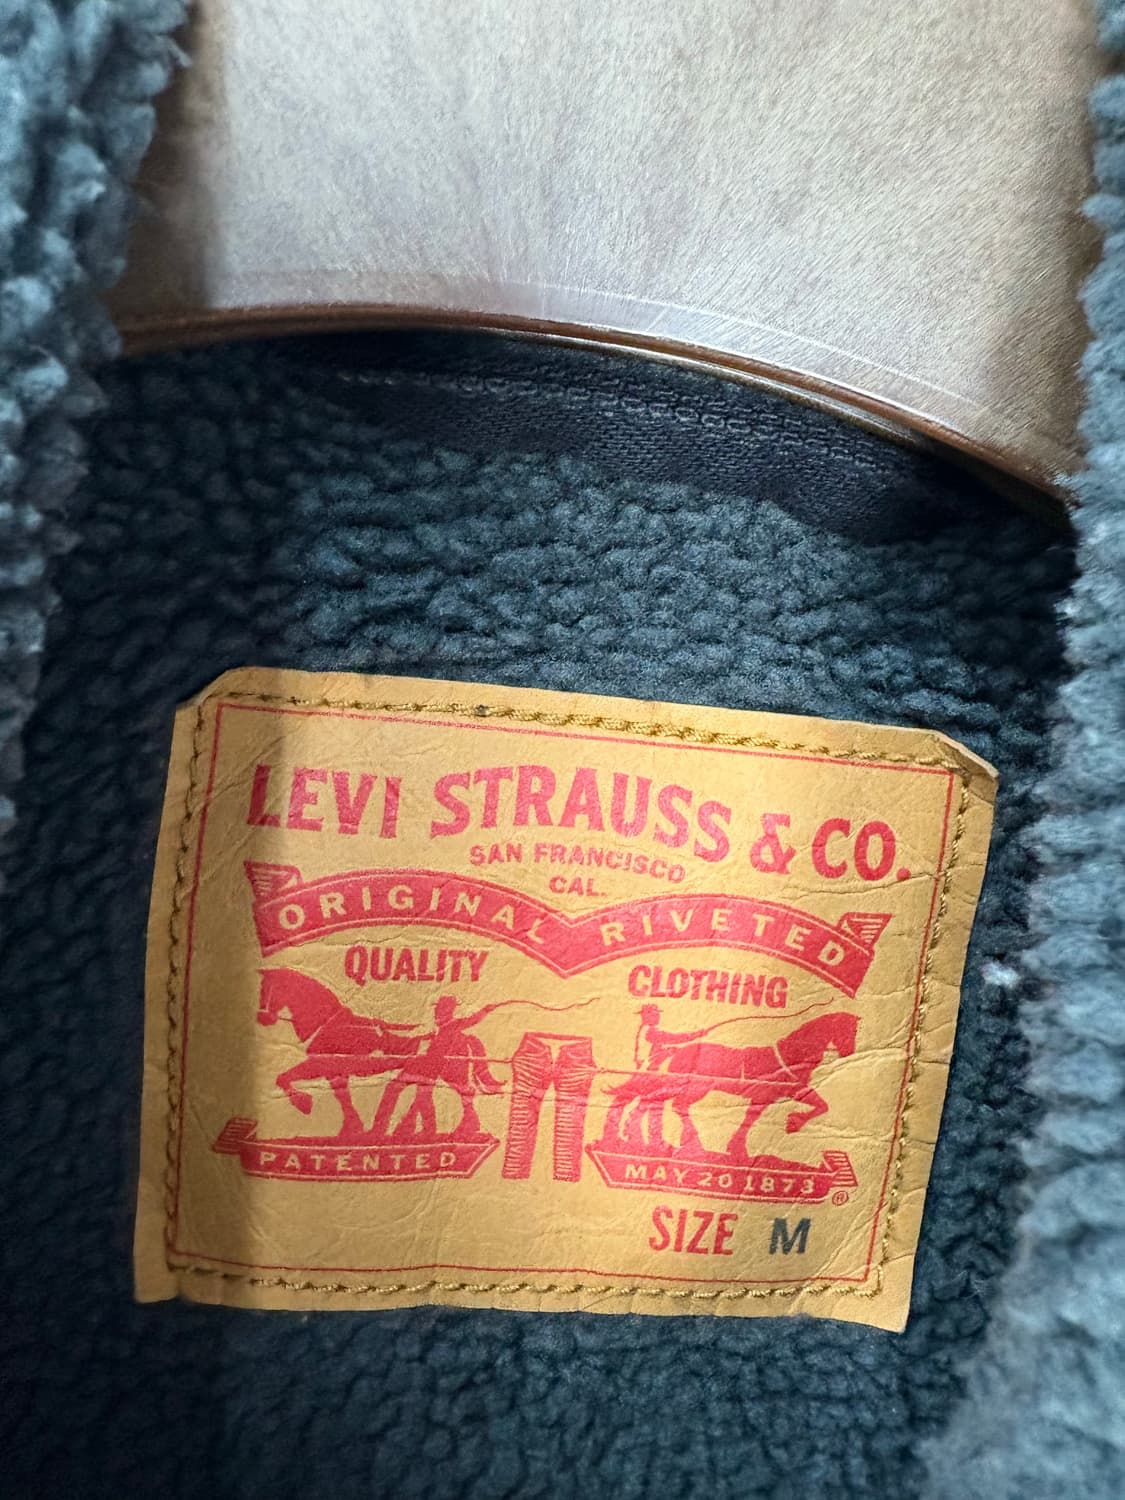 LEVI STRAUSS & CO.
SAN FRANCISCO
CAL.
ORIGINAL RIVETED
QUALITY CLOTHING
PATENTED MAY 20 1873 ®
SIZE M